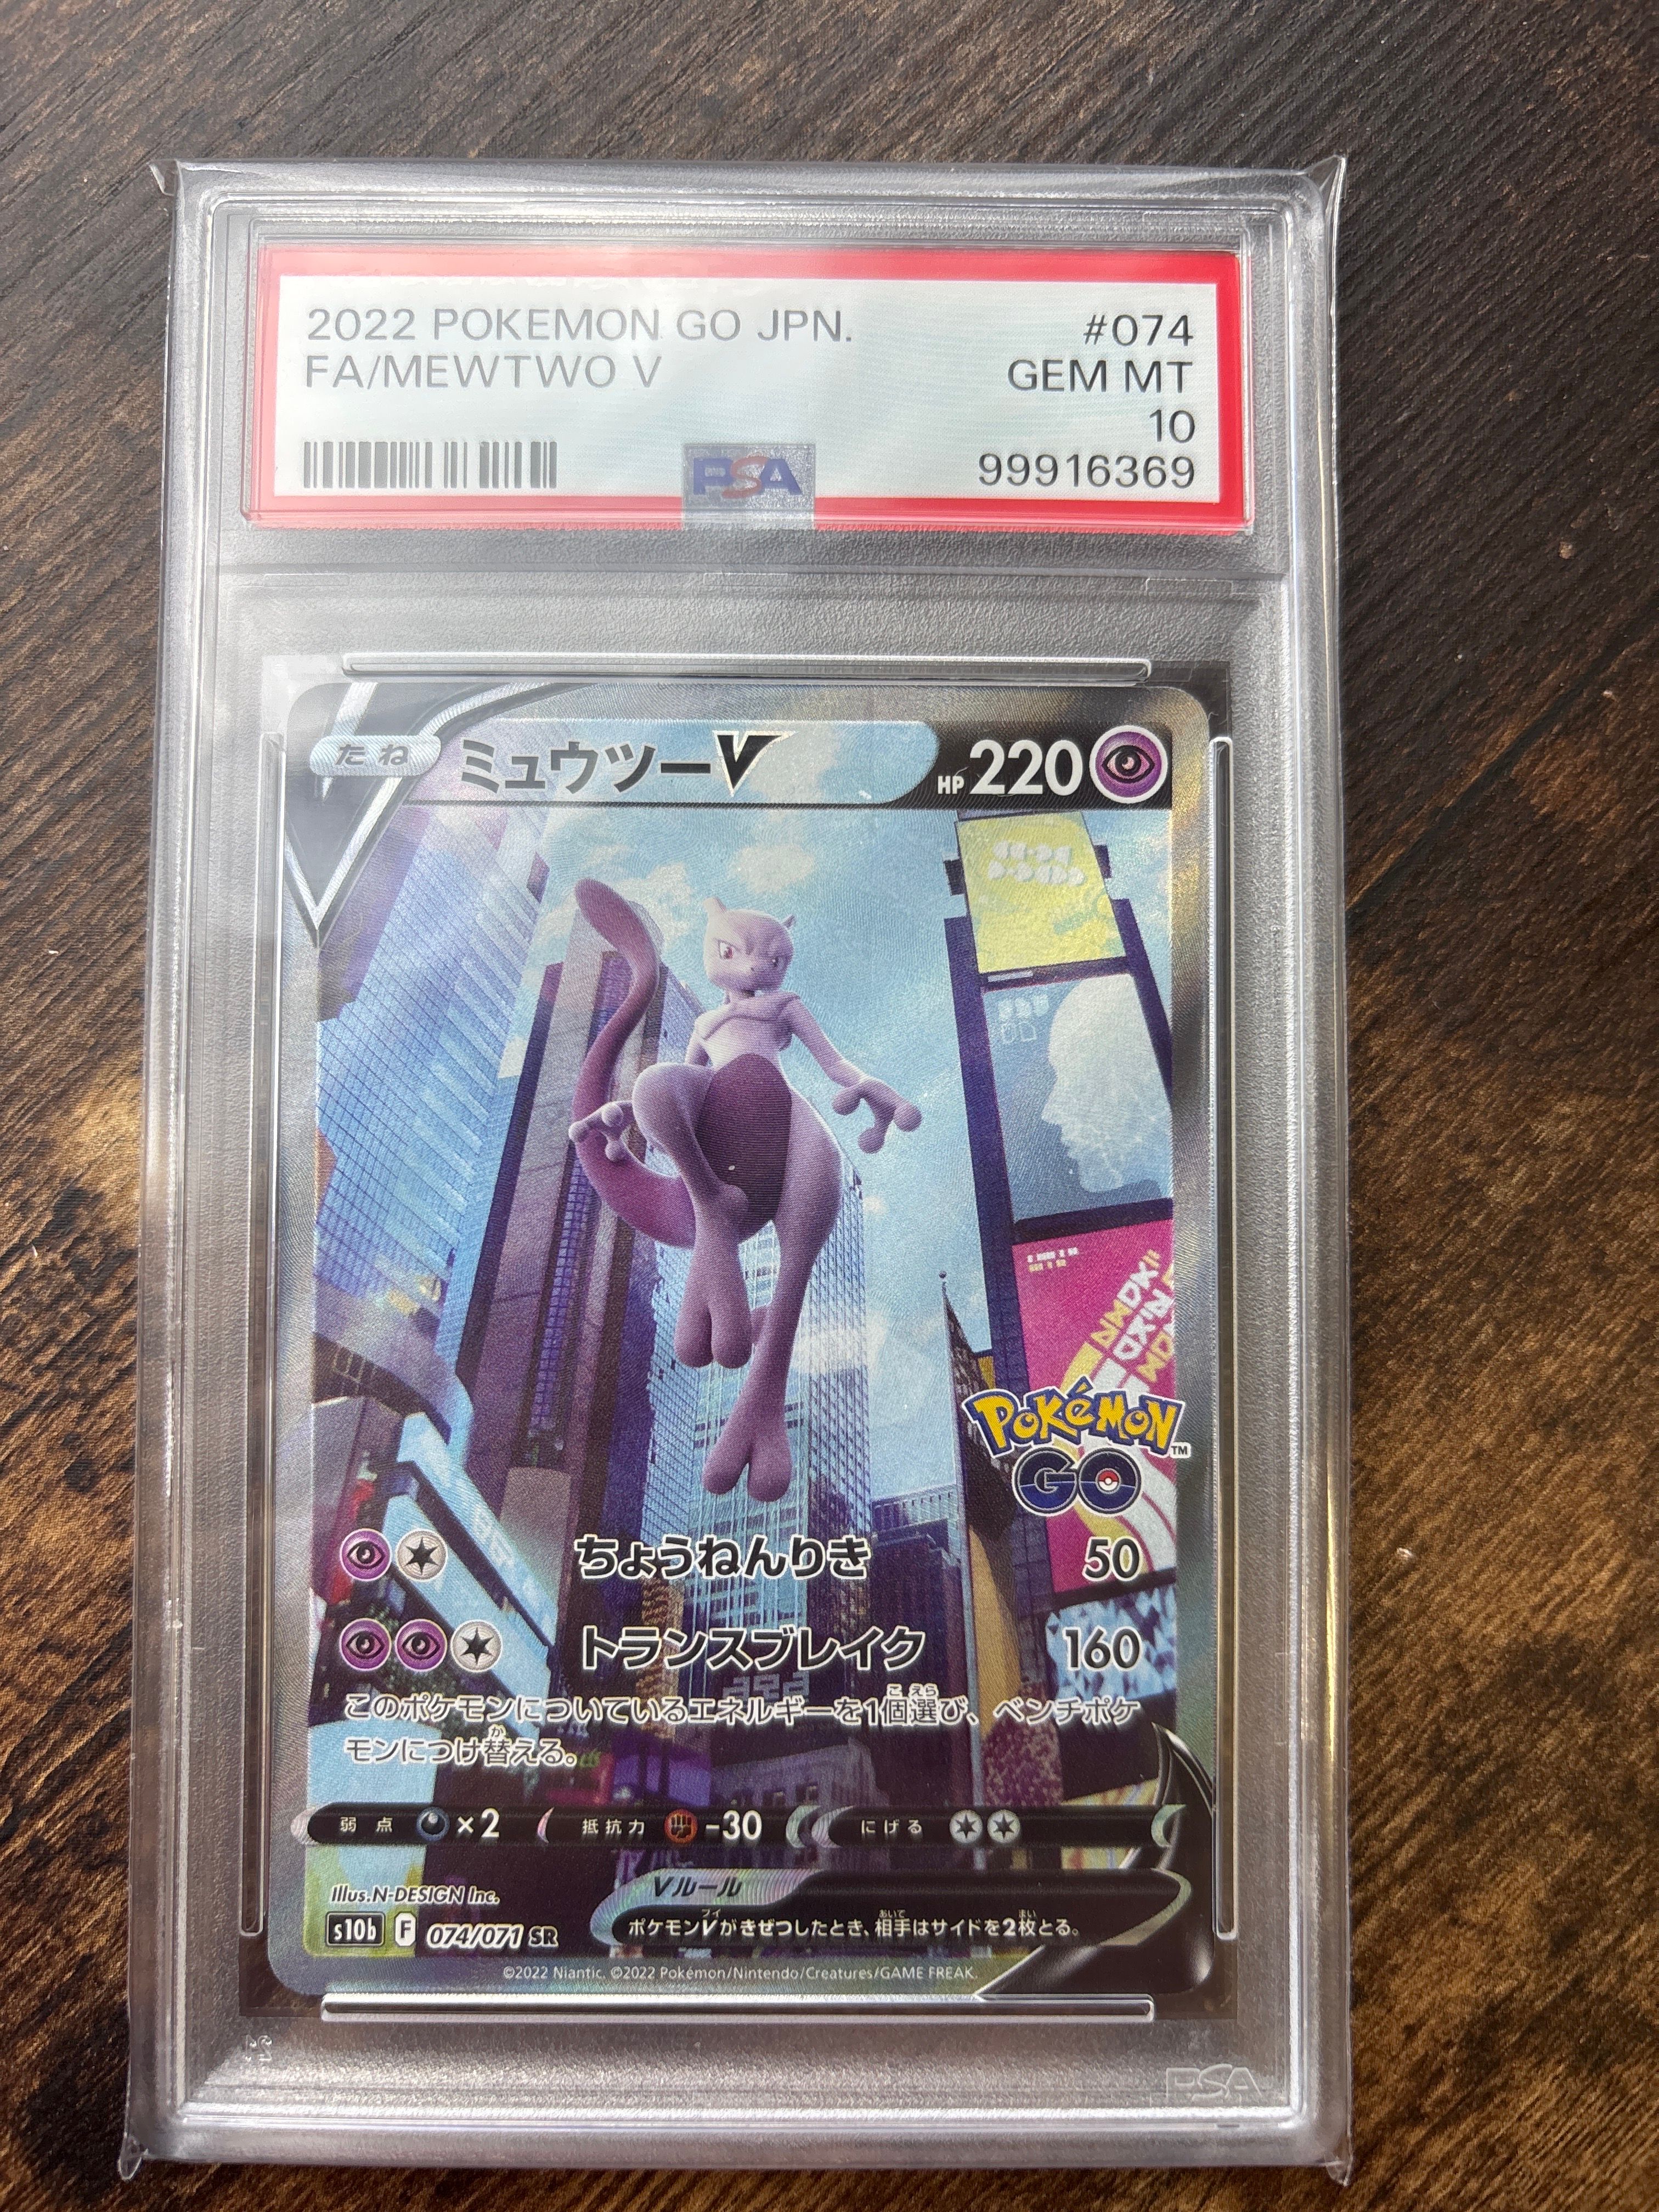 2022 POKEMON GO JPN. #074
FA/MEWTWO V GEM MT
10
99916369
PSA
たね ミュウツーV HP 220
Pokémon GO™
ちょうねんりき 50
トランスブレイク 160
このポケモンについているエネルギーを1個選び、ベンチポケ
モンにつけ替える。
弱点 ×2 抵抗力 -30 にげる
Illus. N-DESIGN Inc.
Vルール
s10b F 074/071 SR
ポケモンVがきぜつしたとき、相手はサイドを2枚とる。
©2022 Niantic. ©2022 Pokémon/Nintendo/Creatures/GAME FREAK.
PSA